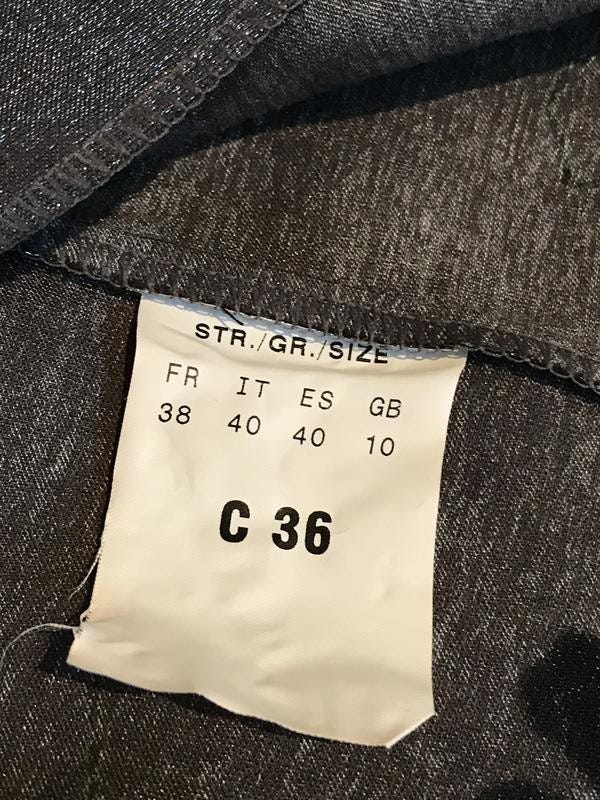 STR./GR./SIZE
FR IT ES GB
38 40 40 10
C 36